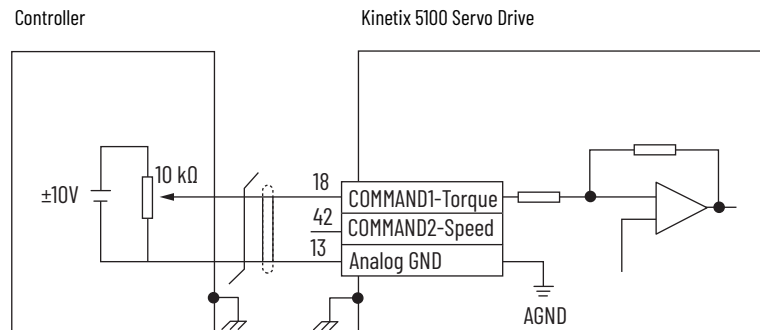 Controller
Kinetix 5100 Servo Drive
±10V
10 kΩ
18
COMMAND1-Torque
42
COMMAND2-Speed
13
Analog GND
AGND